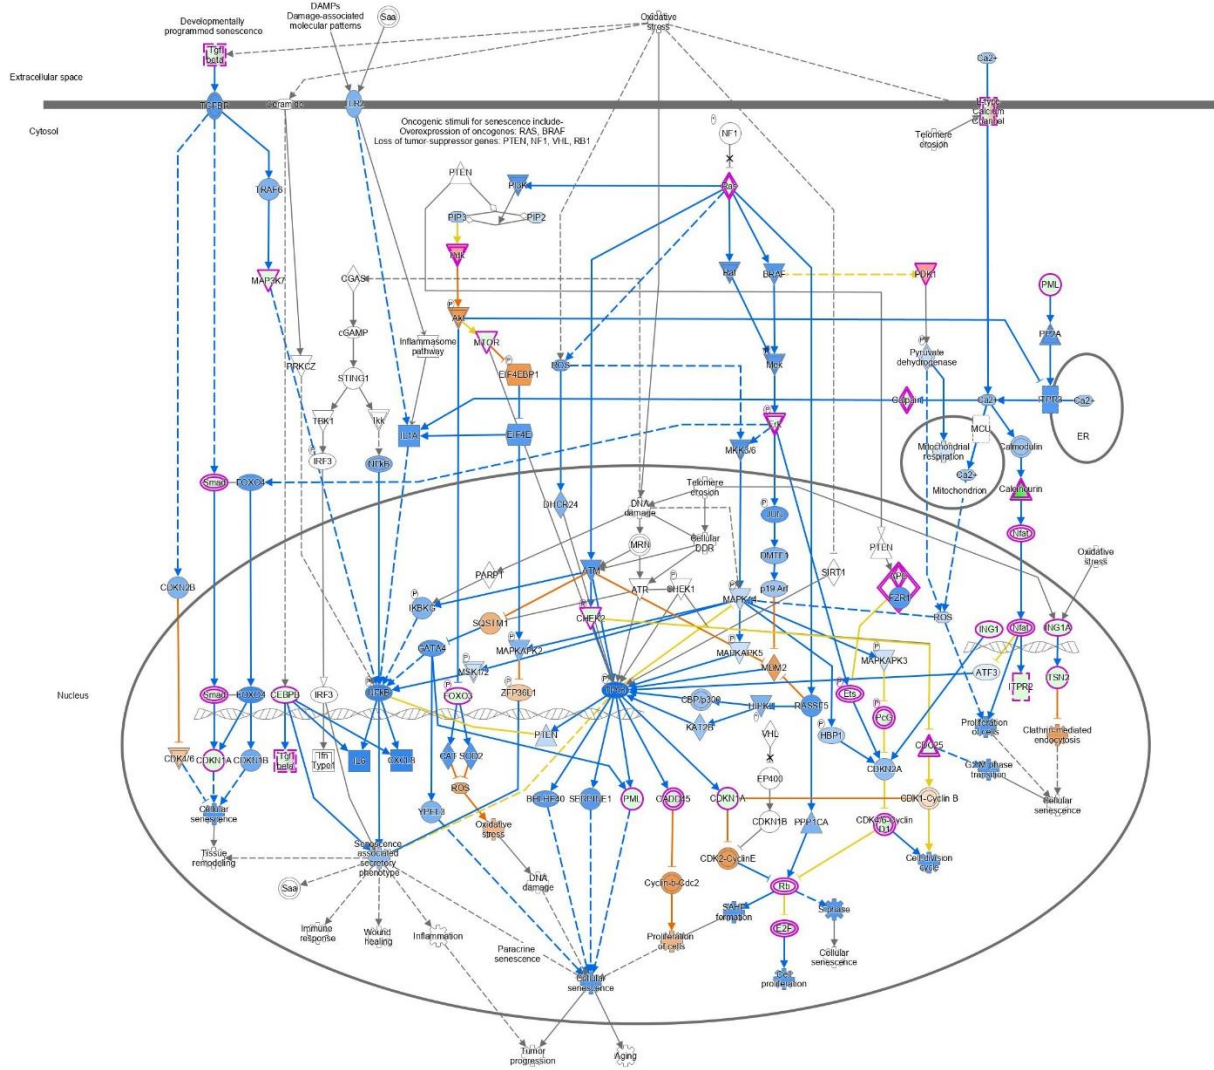 Developmentally
programmed senescence
DAMPs
Damage-associated
molecular patterns
Saa
Oxidative
stress
Tgf
beta
Ca2+
Extracellular space
Ceramide
Cytosol
Oncogenic stimuli for senescence include-
Overexpression of oncogenes: RAS, BRAF
Loss of tumor-suppressor genes: PTEN, NF1, VHL, RB1
NF1
Telomere
erosion
PTEN
PI3K
TRAF6
PIP3
PIP2
MAP3K7
CGAS
Raf
BRAF
PDK1
PML
Akt
cGAMP
MTOR
Inflammasome
pathway
PP2A
PRKCZ
EIF4EBP1
ROS
Mek
Pyruvate
dehydrogenase
STING1
Calpain
Ca2+
ITPR3
Ca2+
TBK1
Ikk
IL1A
EIF4E
MCU
ER
IRF3
NFkB
MKK3/6
Mitochondrial
respiration
Calmodulin
Ca2+
Mitochondrion
Smad
FOXO4
Calcineurin
DHCR24
DNA
damage
Telomere
erosion
JUN
Nfat
MRN
Cellular
DDR
DMTF1
PTEN
Oxidative
stress
CDKN2B
PARP1
ATM
ATR
CHEK1
SIRT1
p19 Arf
FZR1
IKBKG
SQSTM1
CHEK2
ROS
ING1
ING1A
GATA4
MAPKAPK2
MSK1/2
MAPKAPK5
MDM2
MAPKAPK3
ATF3
ITPR2
ITSN2
Nucleus
Smad
FOXO4
CEBPB
IRF3
NFkB
FOXO3
ZFP36L1
CBP/p300
KAT2B
RASSF5
Ets
PcG
HBP1
Proliferation
of cells
Clathrin-mediated
endocytosis
CDK4/6
CDKN1A
CDKN1B
Tgf
beta
Ifn
Type1
IL6
CXCL8
CAT
SOD2
PTEN
VHL
CDKN2A
CDC25
G2/M phase
transition
ROS
EP400
Cellular
senescence
YPEL3
BHLHE40
SERPINE1
PML
GADD45
CDKN1A
CDK1-Cyclin B
Cellular
senescence
Oxidative
stress
CDKN1B
PPP1CA
CDK4/6-Cyclin
D1
Tissue
remodeling
Senescence
associated
secretory
phenotype
CDK2-CyclinE
Cell division
cycle
Saa
DNA
damage
Cyclin-b-Cdc2
Rb
SAHF
formation
S phase
Immune
response
Wound
healing
Inflammation
Paracrine
senescence
Proliferation
of cells
E2F
Cellular
senescence
Cellular
senescence
Cell
proliferation
Tumor
progression
Aging